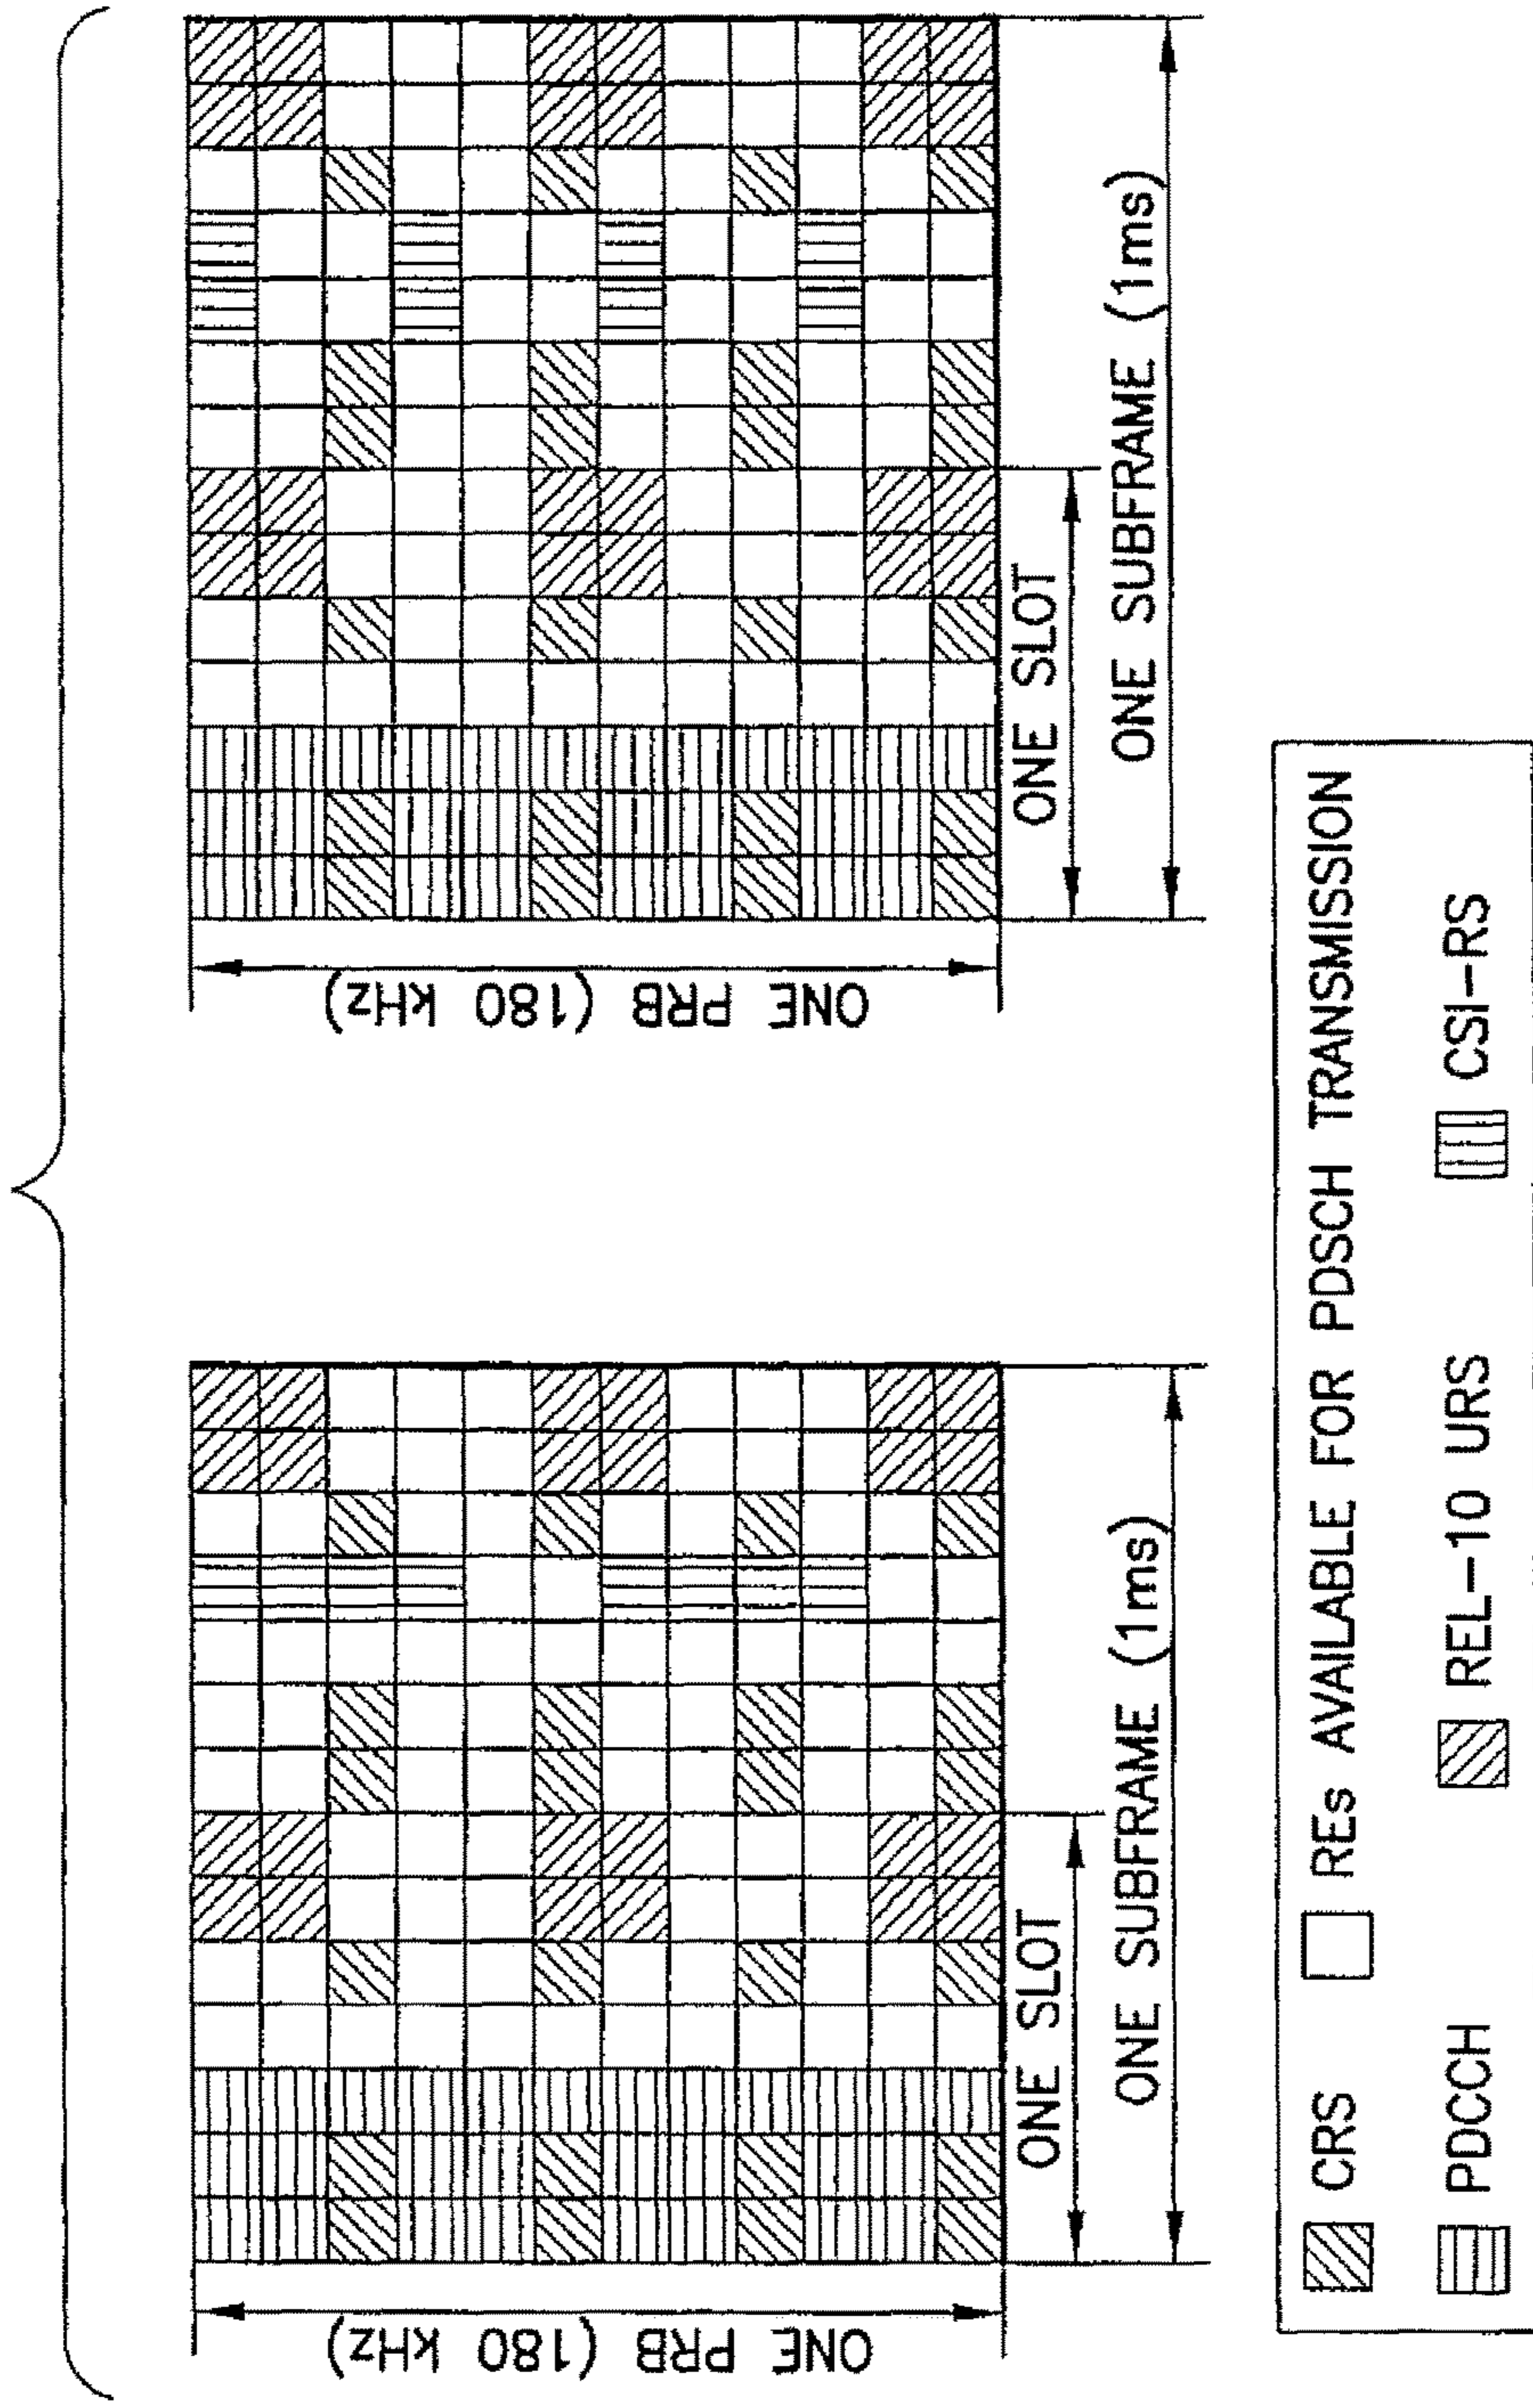 ONE PRB (180 kHz)
ONE SLOT
ONE SUBFRAME (1ms)
ONE PRB (180 kHz)
ONE SLOT
ONE SUBFRAME (1ms)
CRS
REs AVAILABLE FOR PDSCH TRANSMISSION
PDCCH
REL-10 URS
CSI-RS